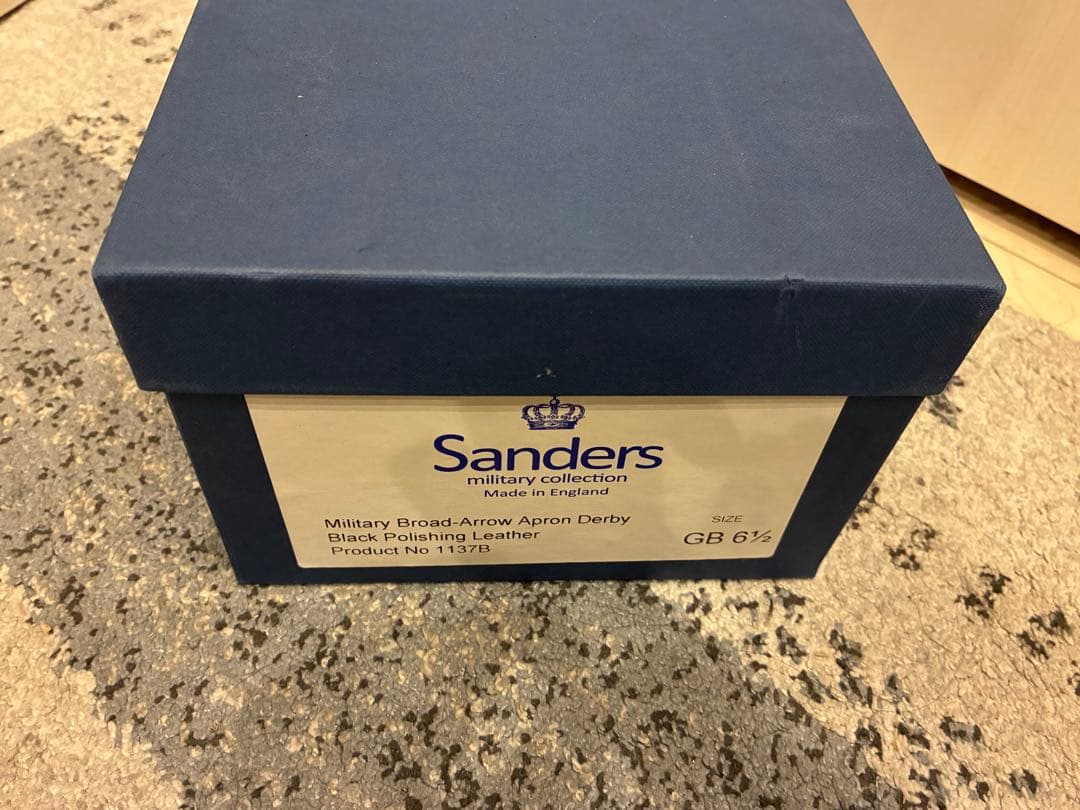 Sanders
military collection
Made in England
Military Broad-Arrow Apron Derby
Black Polishing Leather
Product No 1137B
SIZE
GB 6½